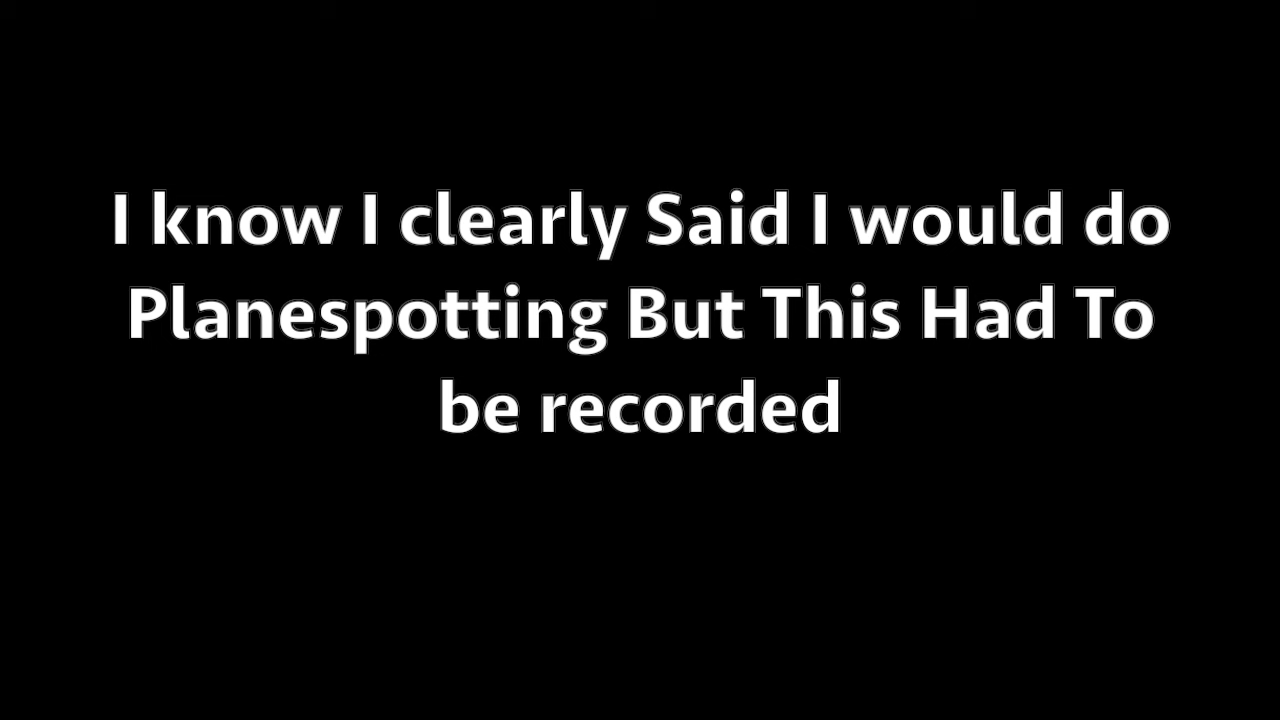 I know I clearly Said I would do
Planespotting But This Had To
be recorded